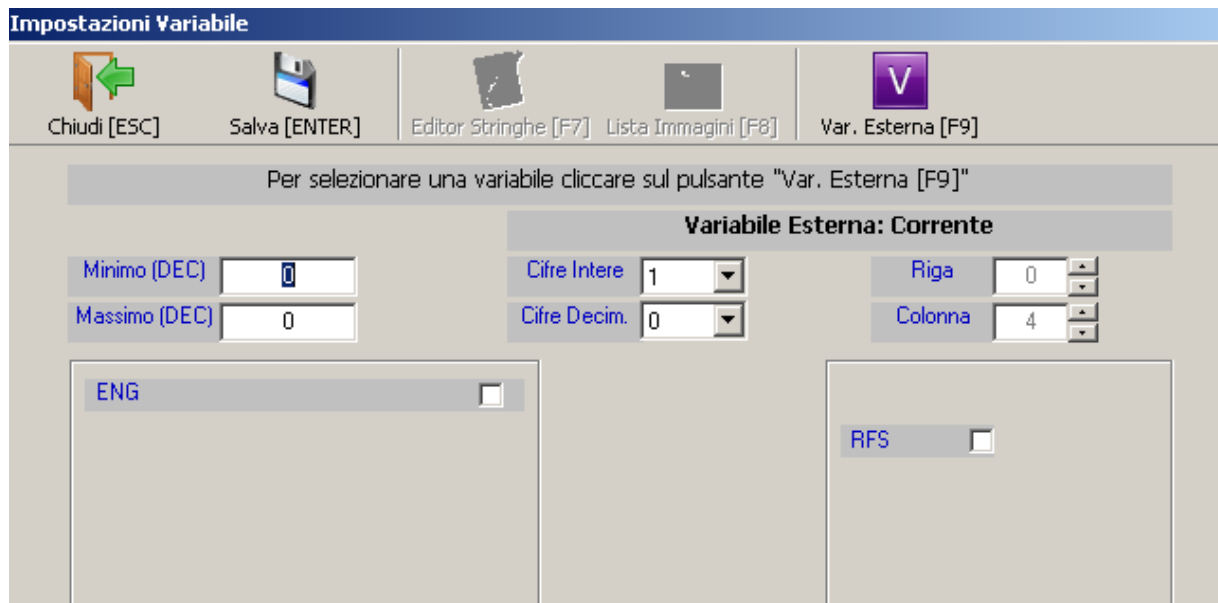 Impostazioni Variabile
V
Chiudi [ESC] Salva [ENTER] Editor Stringhe [F7] Lista Immagini [F8] Var. Esterna [F9]
Per selezionare una variabile cliccare sul pulsante "Var. Esterna [F9]"
Variabile Esterna: Corrente
Minimo (DEC) 0 Cifre Intere 1 Riga 0
Massimo (DEC) 0 Cifre Decim. 0 Colonna 4
ENG
RFS